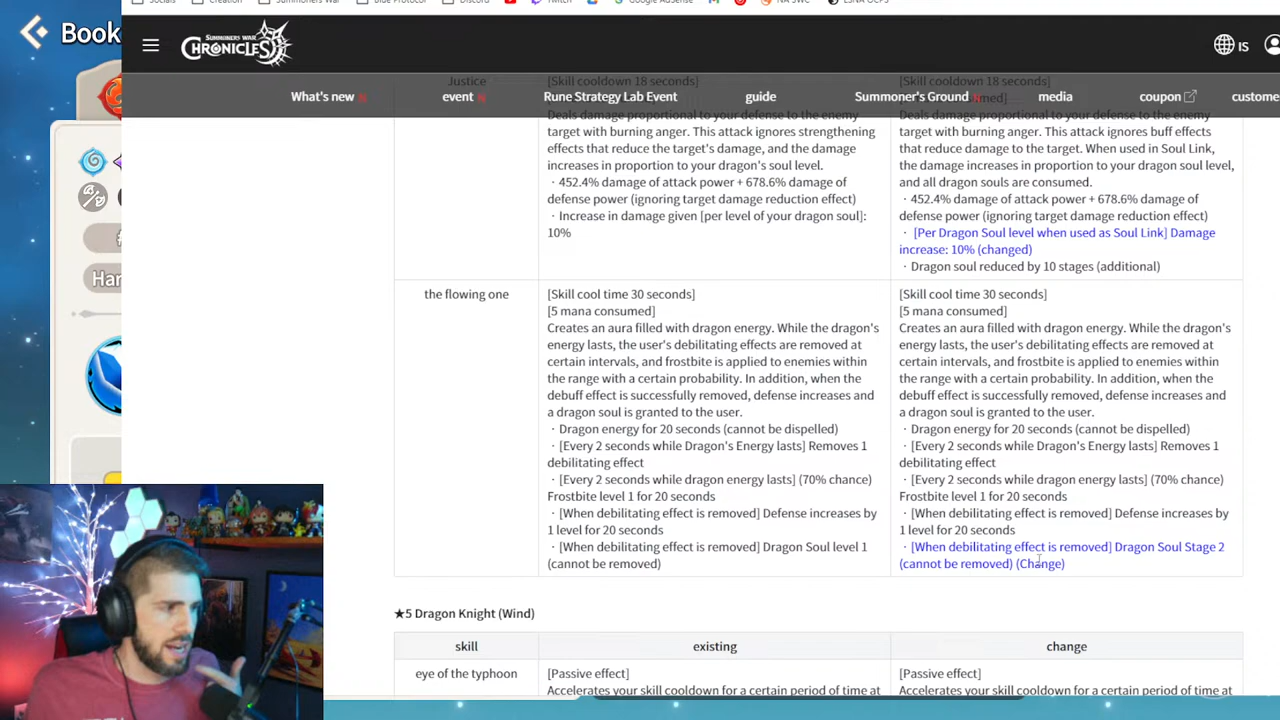 Book
SUMMONERS WAR
CHRONICLES
IS
What's new
event
Run Strategy Lab Event
guide
Summoner's Ground
media
coupon
custome
Har
Justice
[Skill cooldown 18 seconds]
Deals damage proportional to your defense to the enemy
target with burning anger. This attack ignores strengthening
effects that reduce the target's damage, and the damage
increases in proportion to your dragon's soul level.
· 452.4% damage of attack power + 678.6% damage of
defense power (ignoring target damage reduction effect)
· Increase in damage given [per level of your dragon soul]:
10%
[Skill cooldown 18 seconds]
Deals damage proportional to your defense to the enemy
target with burning anger. This attack ignores buff effects
that reduce damage to the target. When used in Soul Link,
the damage increases in proportion to your dragon soul level,
and all dragon souls are consumed.
· 452.4% damage of attack power + 678.6% damage of
defense power (ignoring target damage reduction effect)
· [Per Dragon Soul level when used as Soul Link] Damage
increase: 10% (changed)
· Dragon soul reduced by 10 stages (additional)
the flowing one
[Skill cool time 30 seconds]
[5 mana consumed]
Creates an aura filled with dragon energy. While the dragon's
energy lasts, the user's debilitating effects are removed at
certain intervals, and frostbite is applied to enemies within
the range with a certain probability. In addition, when the
debuff effect is successfully removed, defense increases and
a dragon soul is granted to the user.
· Dragon energy for 20 seconds (cannot be dispelled)
· [Every 2 seconds while Dragon's Energy lasts] Removes 1
debilitating effect
· [Every 2 seconds while dragon energy lasts] (70% chance)
Frostbite level 1 for 20 seconds
· [When debilitating effect is removed] Defense increases by
1 level for 20 seconds
· [When debilitating effect is removed] Dragon Soul level 1
(cannot be removed)
[Skill cool time 30 seconds]
[5 mana consumed]
Creates an aura filled with dragon energy. While the dragon's
energy lasts, the user's debilitating effects are removed at
certain intervals, and frostbite is applied to enemies within
the range with a certain probability. In addition, when the
debuff effect is successfully removed, defense increases and
a dragon soul is granted to the user.
· Dragon energy for 20 seconds (cannot be dispelled)
· [Every 2 seconds while Dragon's Energy lasts] Removes 1
debilitating effect
· [Every 2 seconds while dragon energy lasts] (70% chance)
Frostbite level 1 for 20 seconds
· [When debilitating effect is removed] Defense increases by
1 level for 20 seconds
· [When debilitating effect is removed] Dragon Soul Stage 2
(cannot be removed) (Change)
★5 Dragon Knight (Wind)
skill
existing
change
eye of the typhoon
[Passive effect]
Accelerates your skill cooldown for a certain period of time at
[Passive effect]
Accelerates your skill cooldown for a certain period of time at